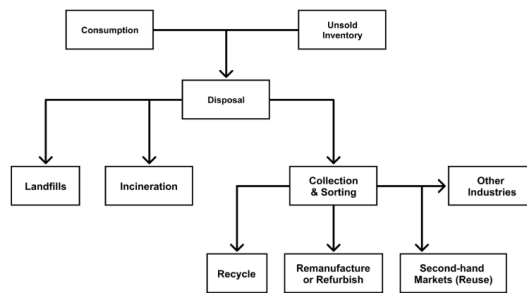 Consumption
Unsold
Inventory
Disposal
Landfills
Incineration
Collection
& Sorting
Other
Industries
Recycle
Remanufacture
or Refurbish
Second-hand
Markets (Reuse)